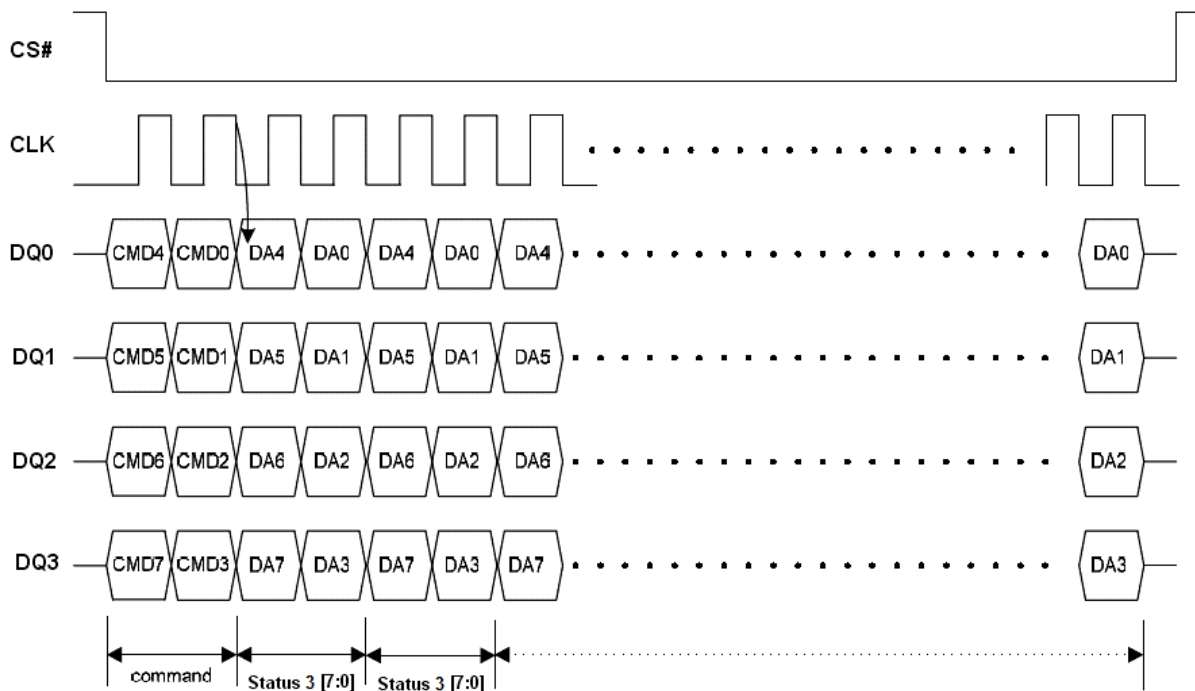 CS#
CLK
DQ0 CMD4 CMD0 DA4 DA0 DA4 DA0 DA4 DA0
DQ1 CMD5 CMD1 DA5 DA1 DA5 DA1 DA5 DA1
DQ2 CMD6 CMD2 DA6 DA2 DA6 DA2 DA6 DA2
DQ3 CMD7 CMD3 DA7 DA3 DA7 DA3 DA7 DA3
command Status 3 [7:0] Status 3 [7:0]